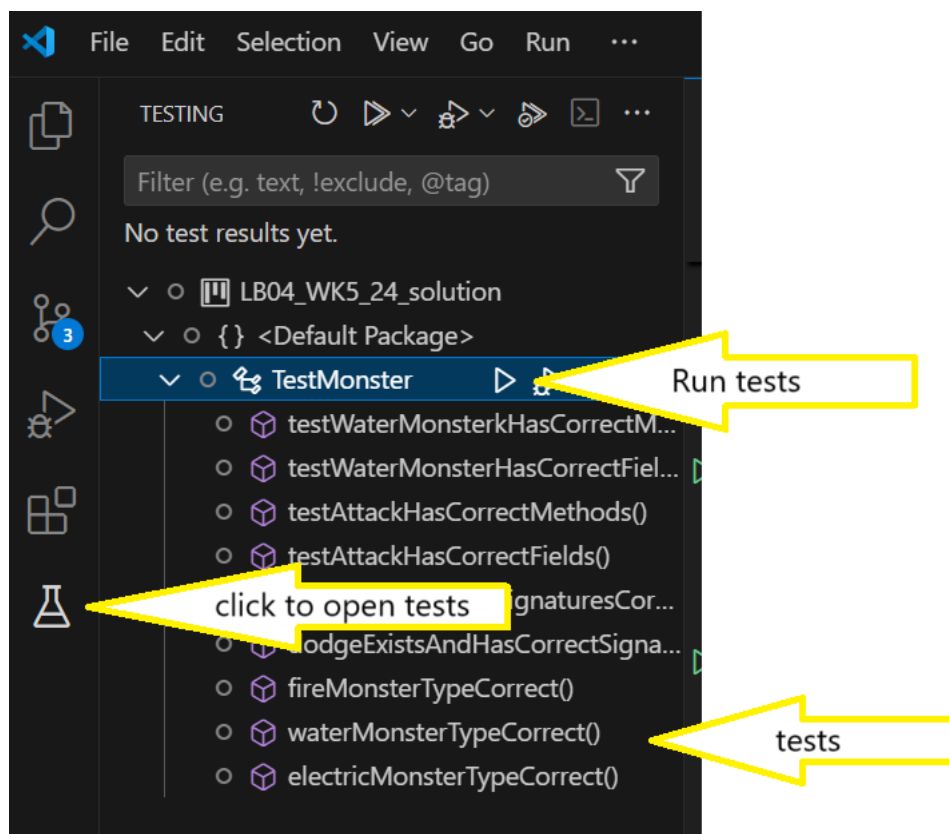 File Edit Selection View Go Run ···
TESTING
Filter (e.g. text, !exclude, @tag)
No test results yet.
LB04_WK5_24_solution
3
{} <Default Package>
TestMonster
Run tests
testWaterMonsterkHasCorrectM...
testWaterMonsterHasCorrectFiel...
testAttackHasCorrectMethods()
testAttackHasCorrectFields()
click to open tests
ignaturesCor...
dodgeExistsAndHasCorrectSigna...
fireMonsterTypeCorrect()
waterMonsterTypeCorrect()
tests
electricMonsterTypeCorrect()